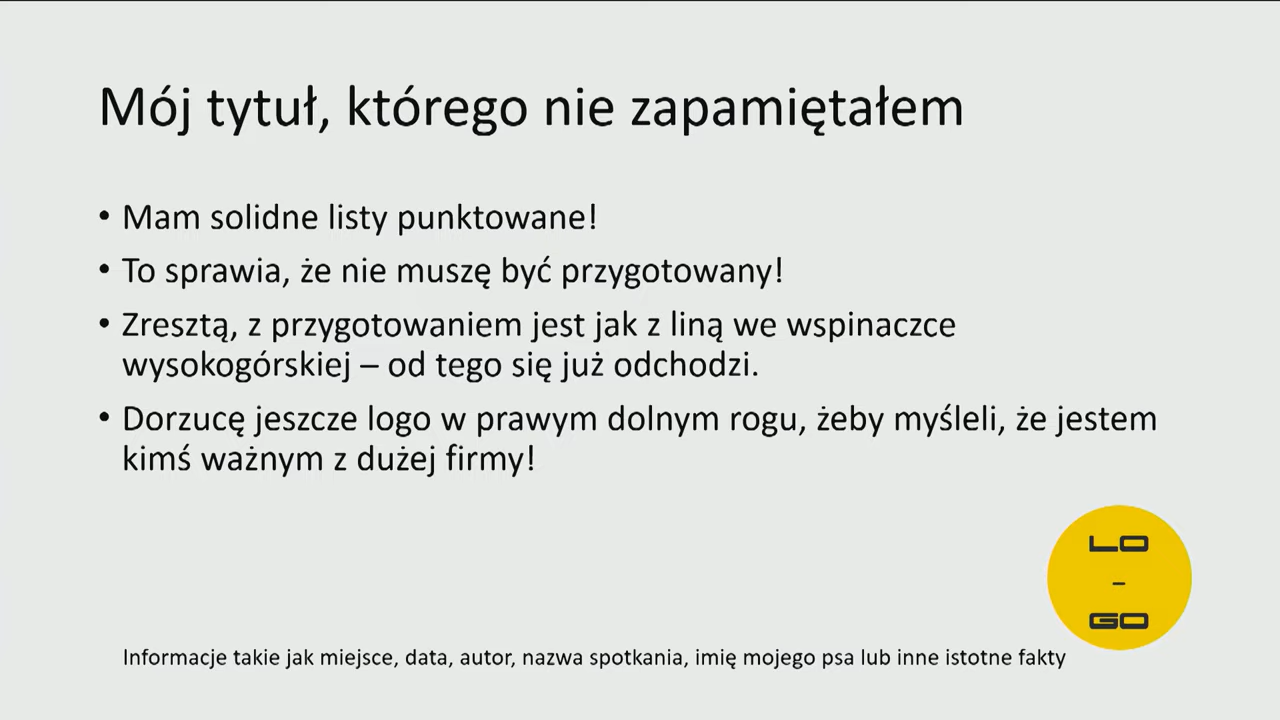 Mój tytuł, którego nie zapamiętałem
• Mam solidne listy punktowane!
• To sprawia, że nie muszę być przygotowany!
• Zresztą, z przygotowaniem jest jak z liną we wspinaczce
wysokogórskiej – od tego się już odchodzi.
• Dorzucę jeszcze logo w prawym dolnym rogu, żeby myśleli, że jestem
kimś ważnym z dużej firmy!
LO
–
GO
Informacje takie jak miejsce, data, autor, nazwa spotkania, imię mojego psa lub inne istotne fakty